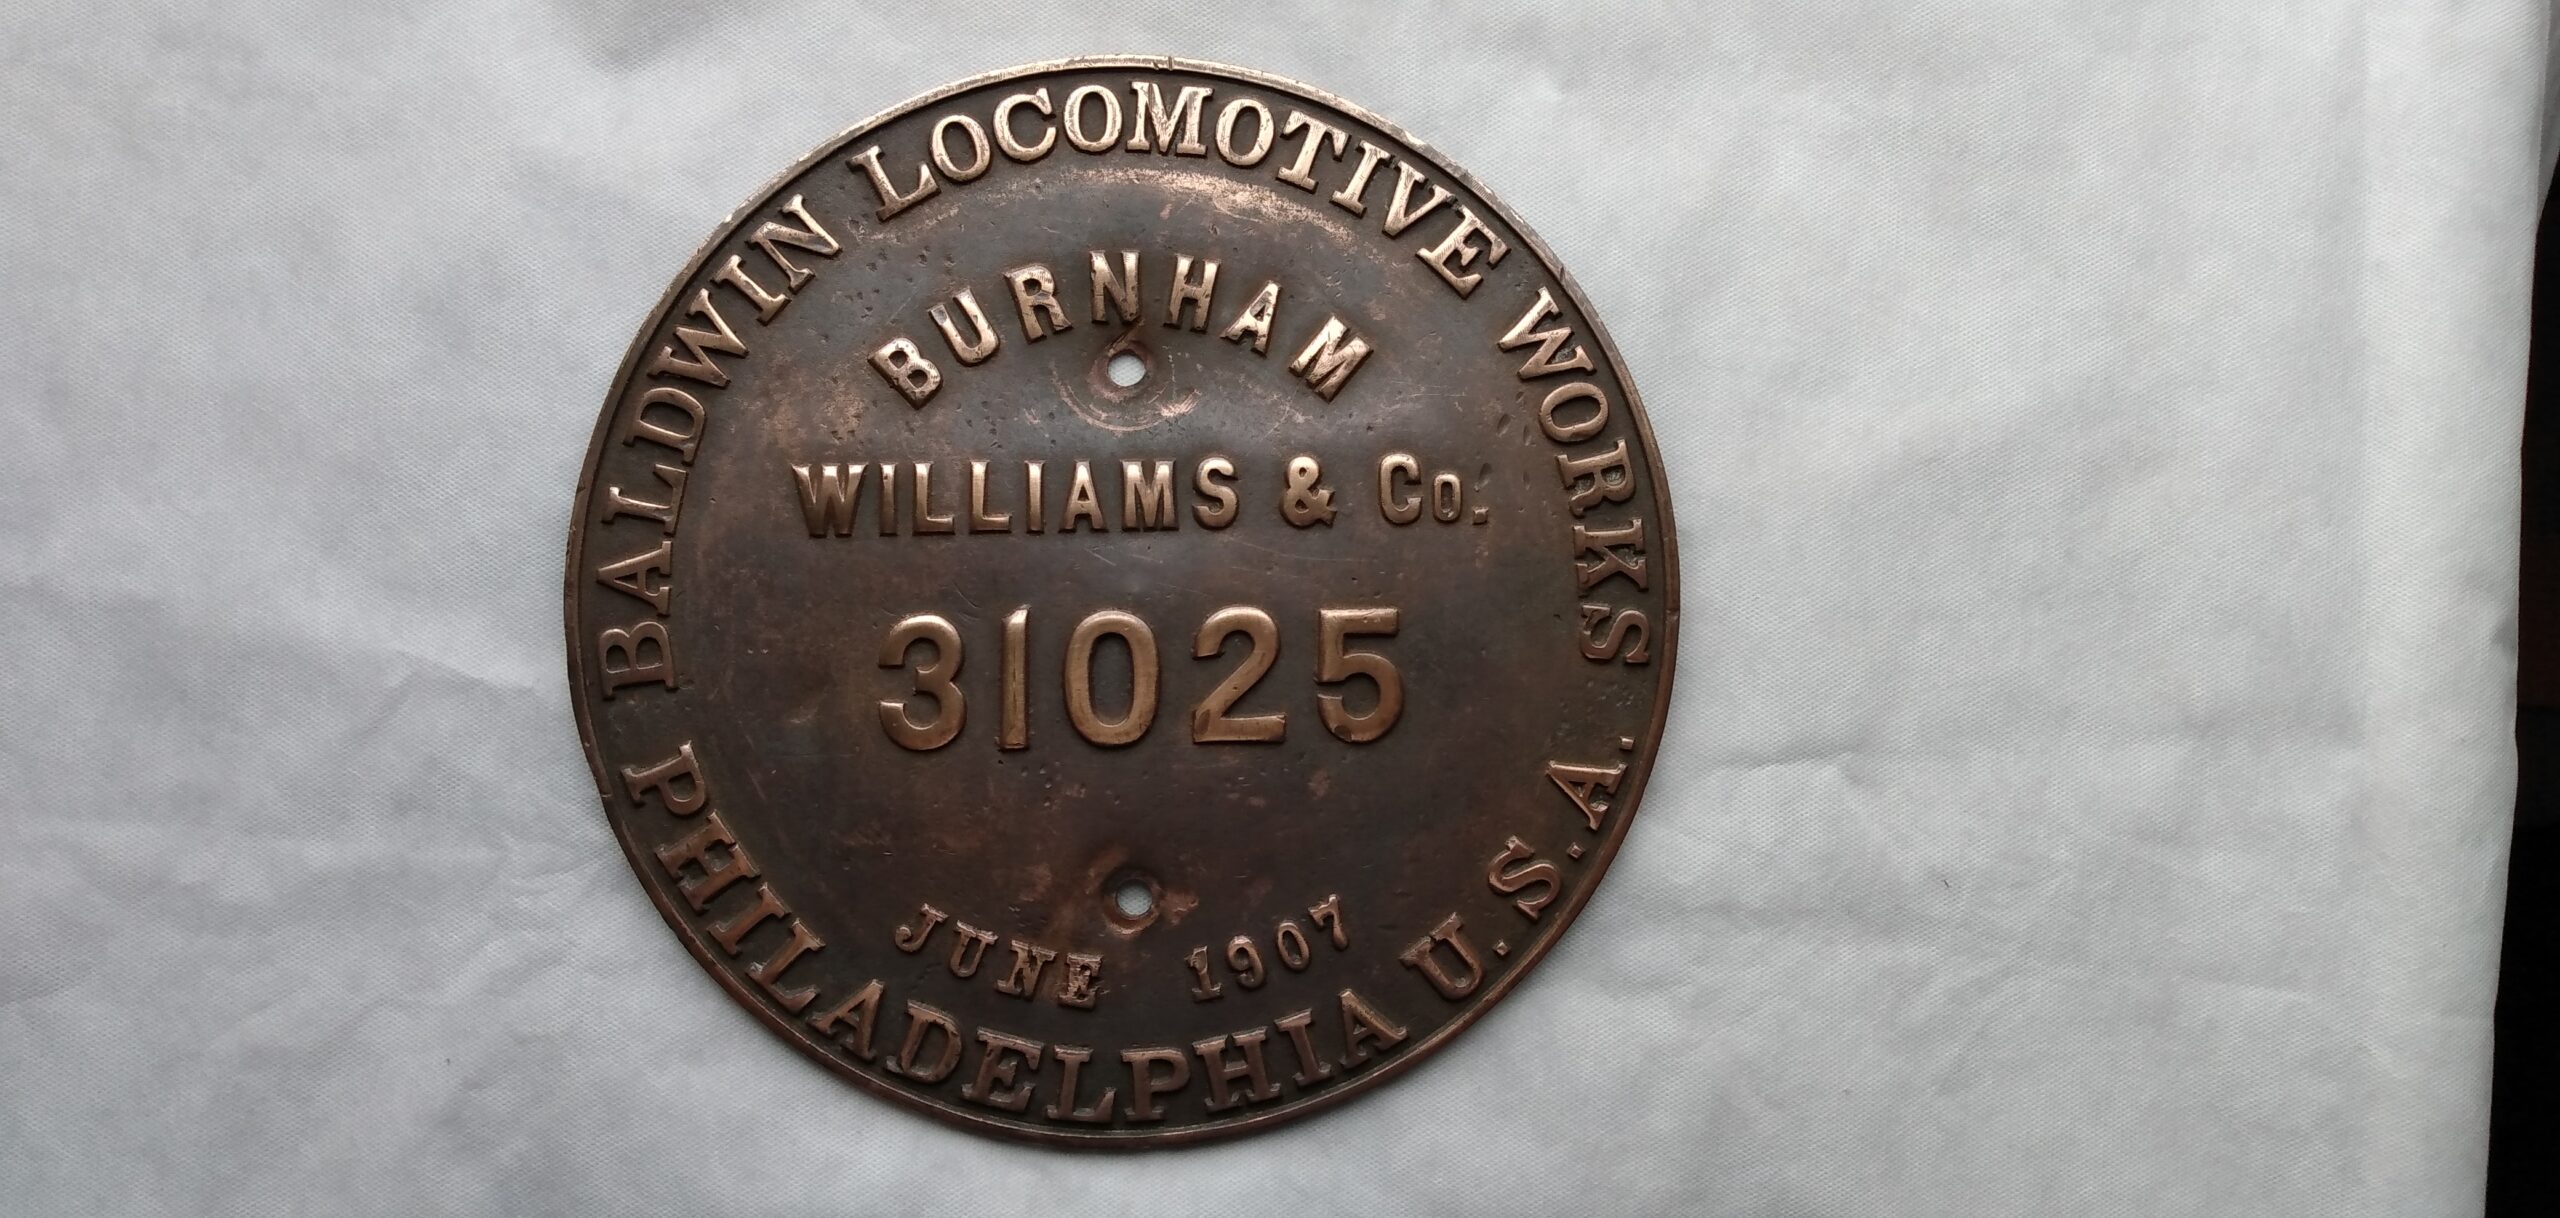 BALDWIN LOCOMOTIVE WORKS
BURNHAM
WILLIAMS & Co.
31025
JUNE 1907
PHILADELPHIA U.S.A.